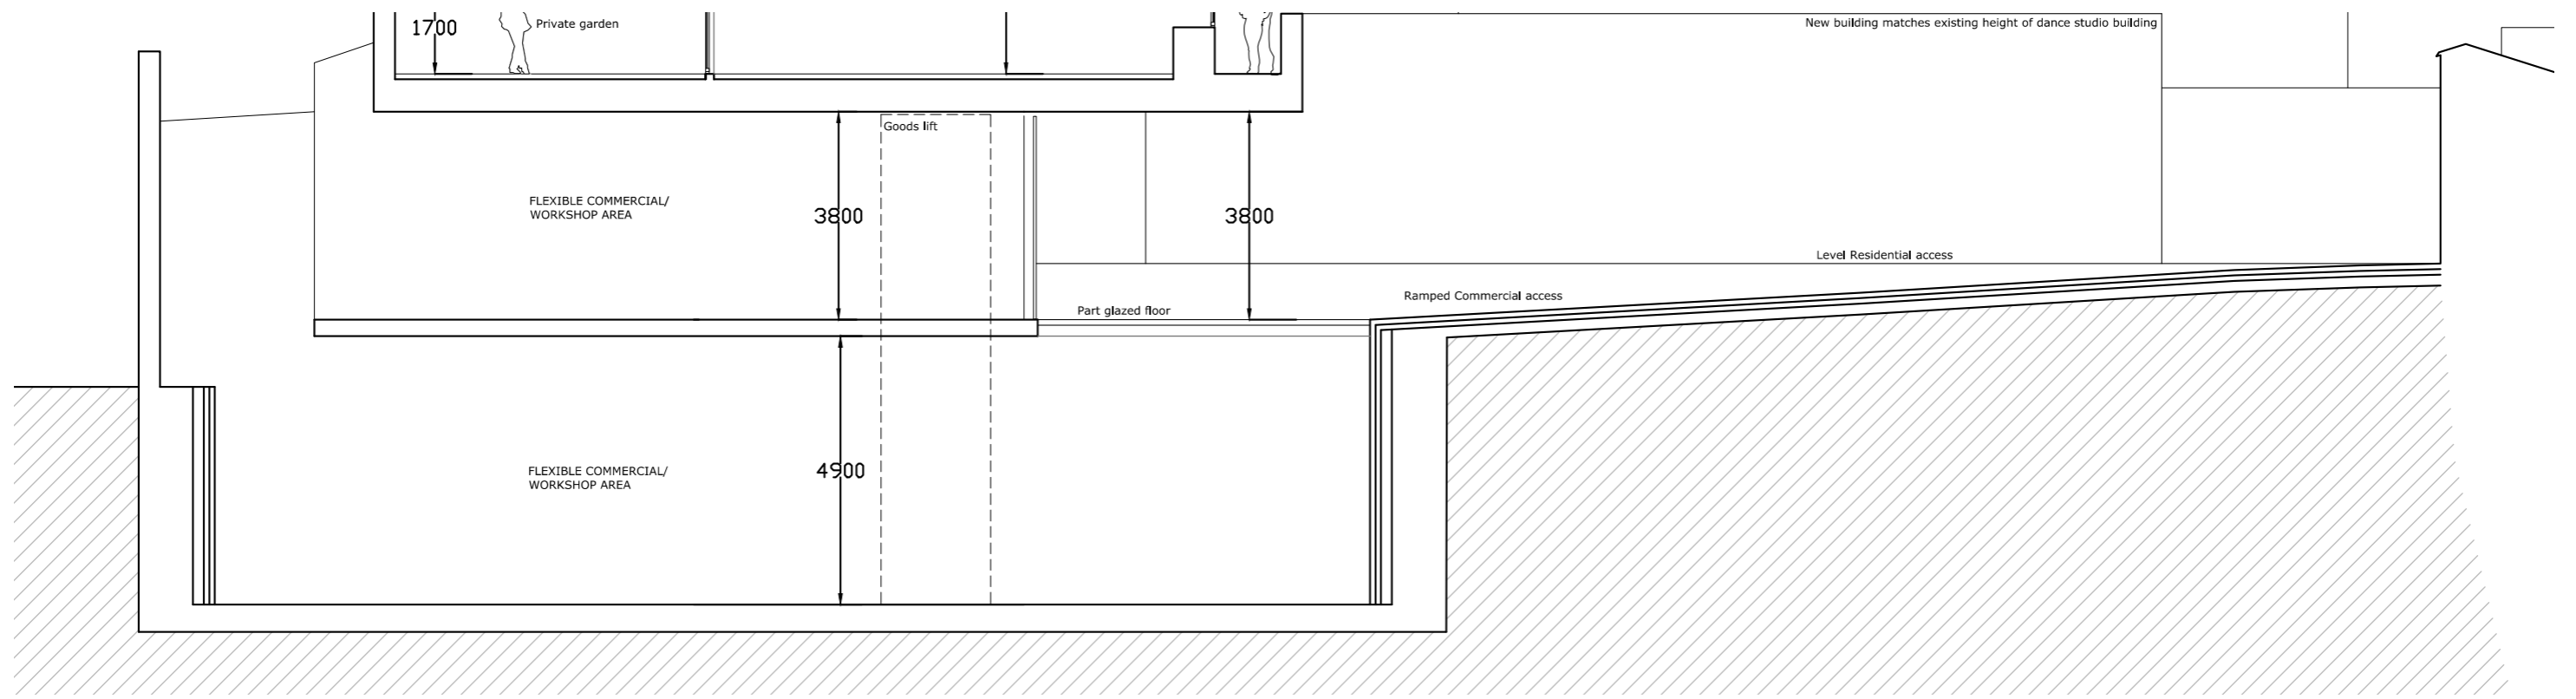 1700
Private garden
New building matches existing height of dance studio building
Goods lift
FLEXIBLE COMMERCIAL/
WORKSHOP AREA
3800
3800
Level Residential access
Ramped Commercial access
Part glazed floor
FLEXIBLE COMMERCIAL/
WORKSHOP AREA
4900